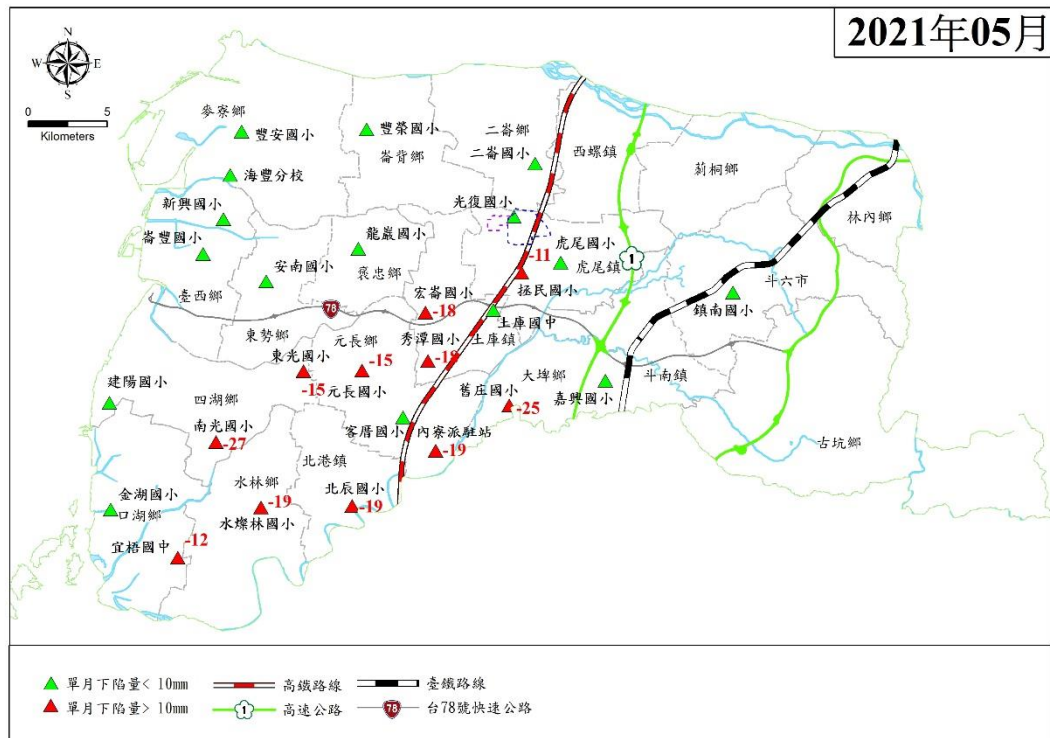 2021年05月
N
W E
S
0 5
Kilometers
麥寮鄉
豐安國小
豐榮國小
崙背鄉
二崙鄉
二崙國小
西螺鎮
莿桐鄉
林內鄉
海豐分校
新興國小
光復國小
崙豐國小
龍巖國小
虎尾國小
虎尾鎮
1
-11
拯民國小
安南國小
褒忠鄉
斗六市
鎮南國小
臺西鄉
78
宏崙國小
-18
土庫國中
東勢鄉
元長鄉
秀潭國小
土庫鎮
-18
東光國小
-15
-15
元長國小
大埤鄉
斗南鎮
嘉興國小
建陽國小
四湖鄉
舊庄國小
-25
南光國小
-27
客厝國小
內寮派駐站
-19
古坑鄉
北港鎮
水林鄉
北辰國小
-19
-19
水燦林國小
金湖國小
口湖鄉
宜梧國中
-12
單月下陷量< 10mm
高鐵路線
臺鐵路線
單月下陷量> 10mm
1
高速公路
78
台78號快速公路